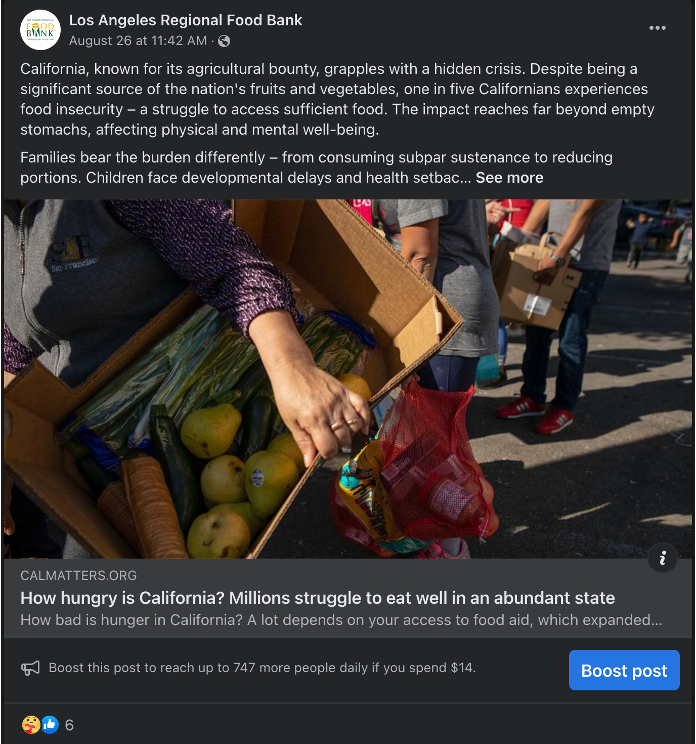 FOOD
BANK
Los Angeles Regional Food Bank
August 26 at 11:42 AM ·
California, known for its agricultural bounty, grapples with a hidden crisis. Despite being a
significant source of the nation's fruits and vegetables, one in five Californians experiences
food insecurity – a struggle to access sufficient food. The impact reaches far beyond empty
stomachs, affecting physical and mental well-being.
Families bear the burden differently – from consuming subpar sustenance to reducing
portions. Children face developmental delays and health setbac... See more
San Francisco
CALMATTERS.ORG
How hungry is California? Millions struggle to eat well in an abundant state
How bad is hunger in California? A lot depends on your access to food aid, which expanded...
Boost this post to reach up to 747 more people daily if you spend $14.
Boost post
6